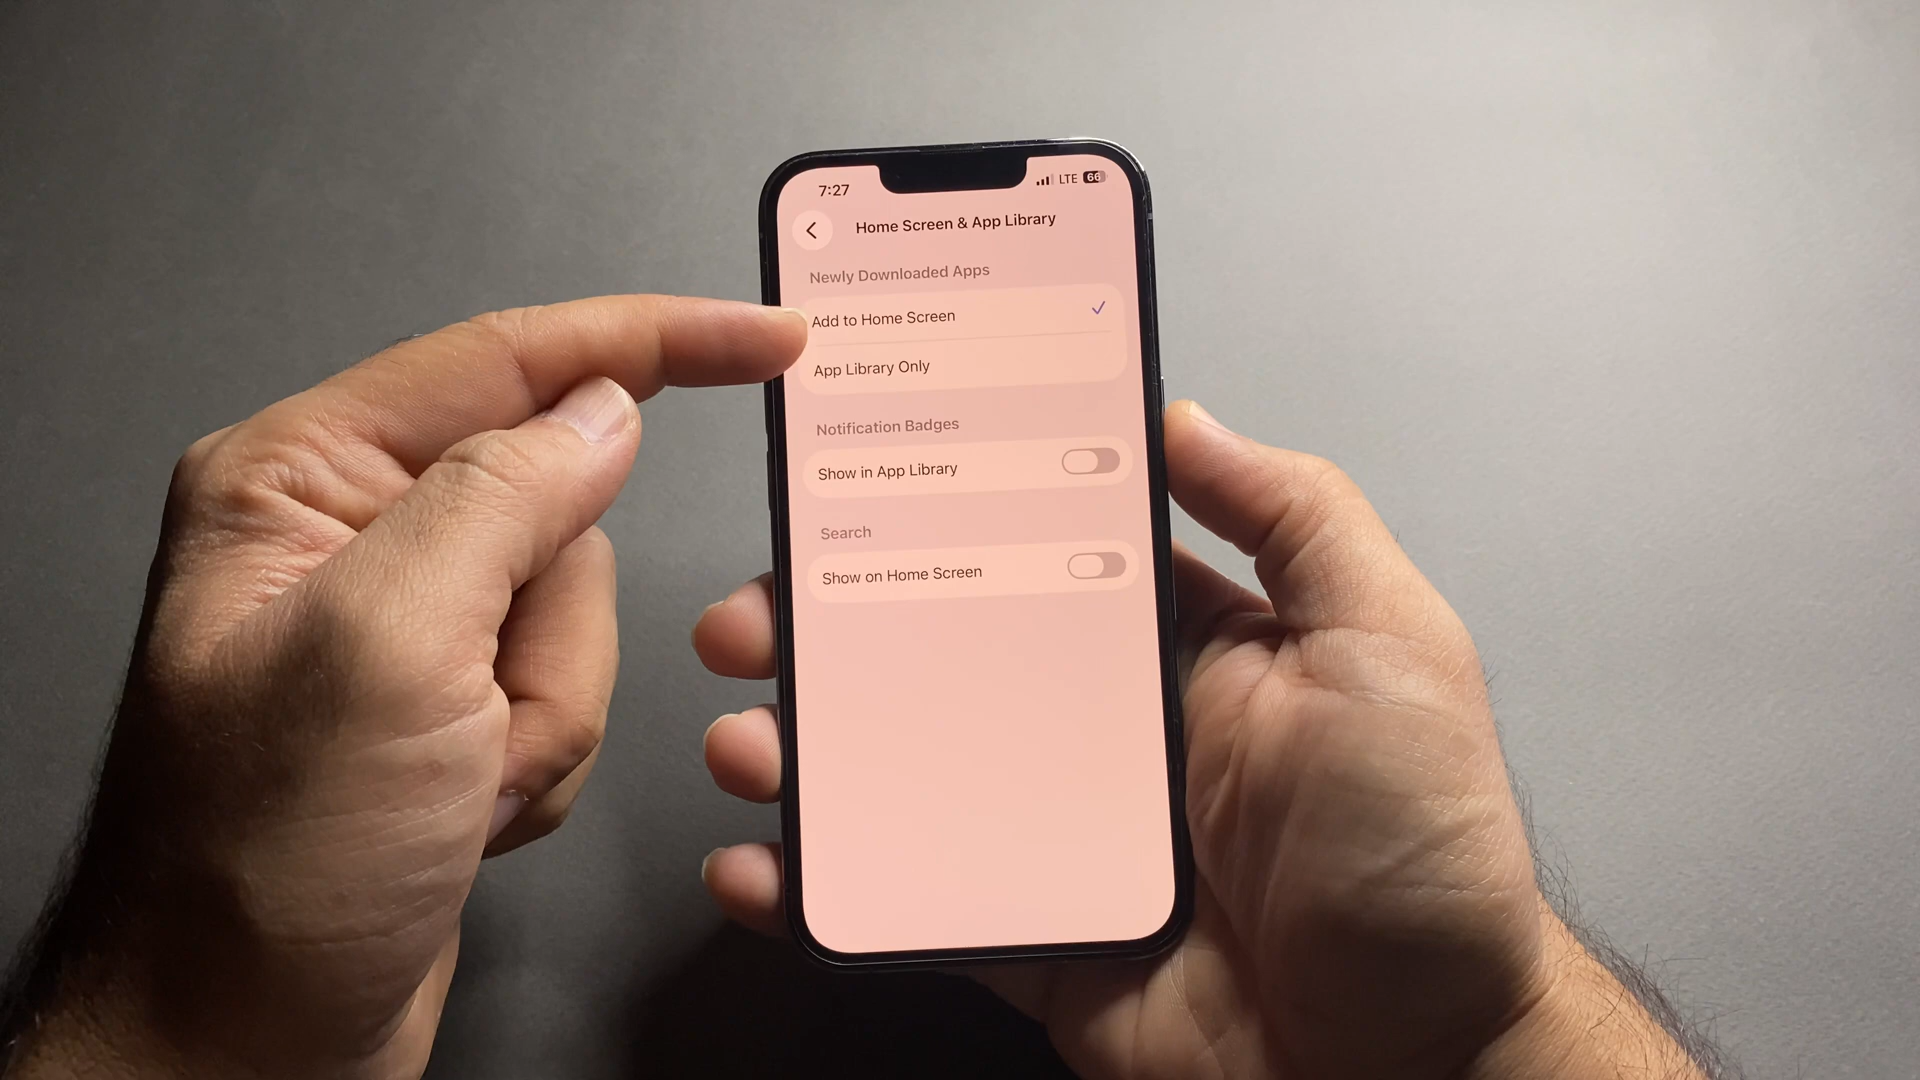 7:27
LTE 66
Home Screen & App Library
Newly Downloaded Apps
Add to Home Screen
App Library Only
Notification Badges
Show in App Library
Search
Show on Home Screen